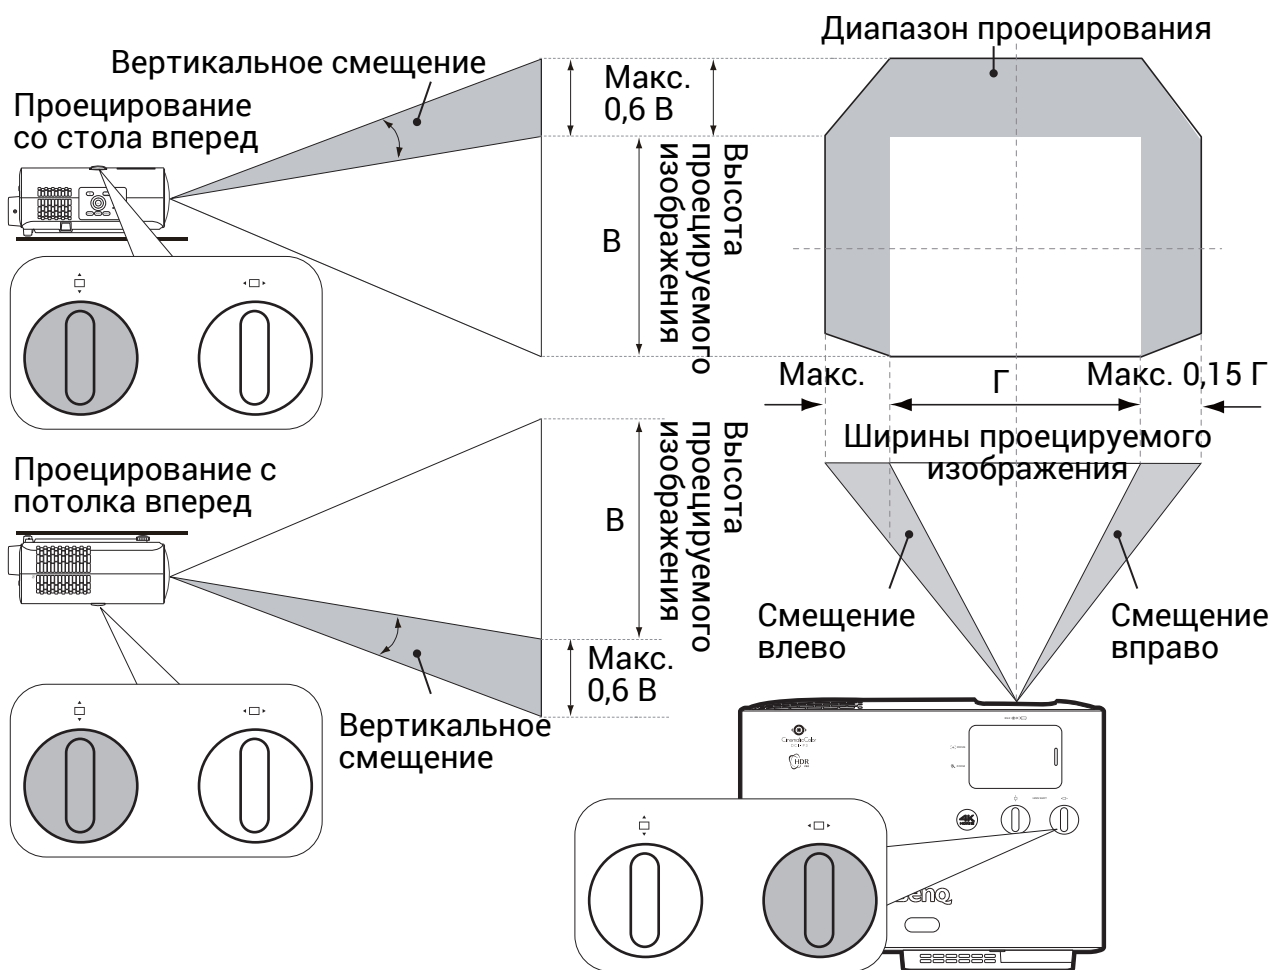 Диапазон проецирования
Вертикальное смещение
Макс.
0,6 В
Проецирование
со стола вперед
Высота
проецируемого
изображения
В
Макс.
Г
Макс. 0,15 Г
Ширины проецируемого
изображения
Проецирование с
потолка вперед
Высота
проецируемого
изображения
В
Смещение
влево
Смещение
вправо
Макс.
0,6 В
Вертикальное
смещение
CinematicColor
HDR
4K
BenQ